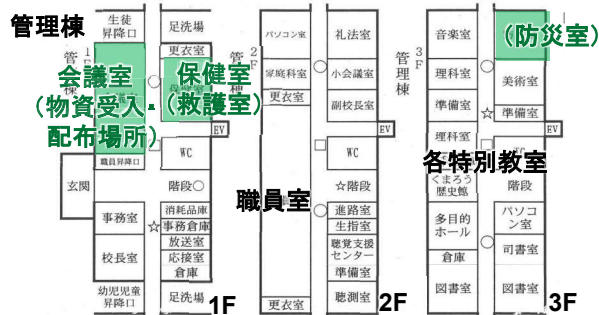 管理棟
管理棟 1F
生徒
昇降口
足洗場
更衣室
会議室
（物資受入・
配布場所）
保健室
（救護室）
EV
職員昇降口
WC
玄関
階段○
消耗品庫
事務室
☆
事務倉庫
放送室
校長室
応接室
倉庫
幼児児童
昇降口
足洗場
1F
管理棟 2F
パソコン室
礼法室
家庭科室
小会議室
更衣室
副校長室
EV
WC
☆階段
職員室
進路室
生指室
聴覚支援
センター
準備室
更衣室
聴測室
2F
管理棟 3F
音楽室
（防災室）
理科室
美術室
準備室
☆
準備室
理科室
EV
WC
各特別教室
くまろう
歴史館
階段
多目的
ホール
パソコ
ン室
倉庫
司書室
図書室
図書室
3F